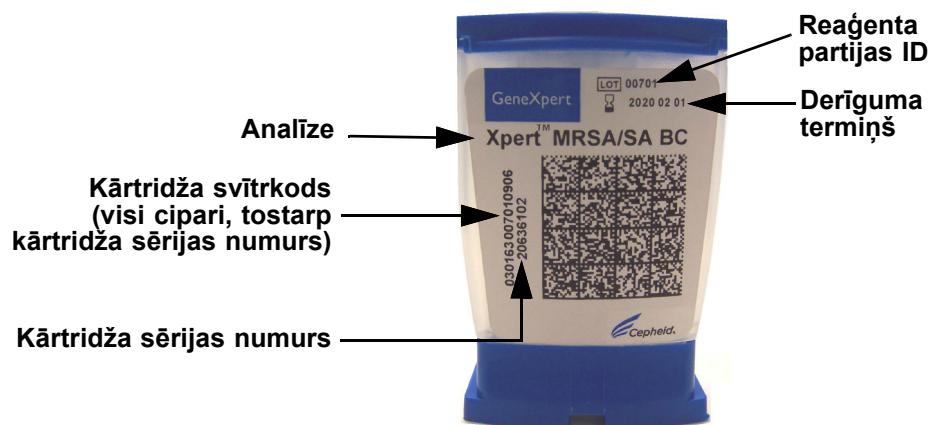 Reaģenta
partijas ID
LOT 00701
GeneXpert
2020 02 01
Derīguma
termiņš
Analīze
Xpert™ MRSA/SA BC
Kārtridža svītrkods
(visi cipari, tostarp
kārtridža sērijas numurs)
030163007010906
20636102
Kārtridža sērijas numurs
Cepheid.